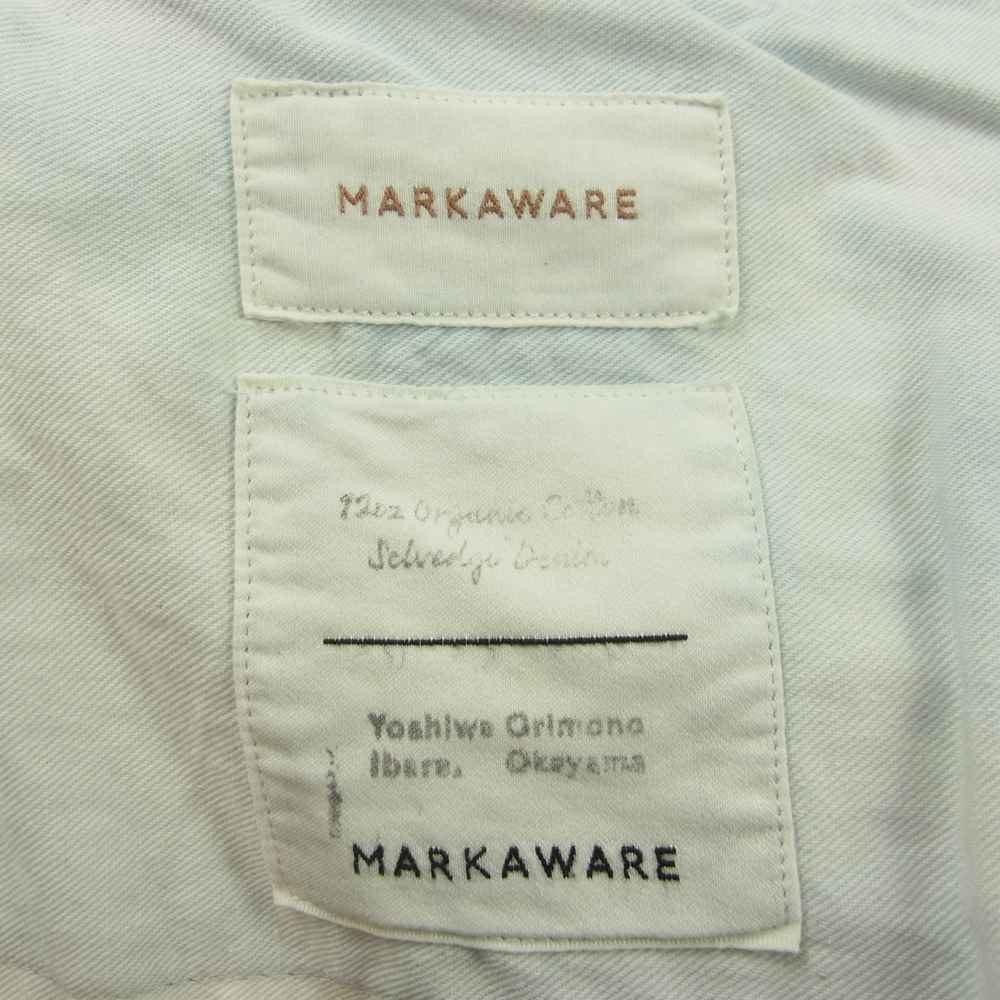 MARKAWARE
12oz Organic Cotton
Selvedge Denim
Yoshiwa Orimono
Ibara, Okayama
MARKAWARE